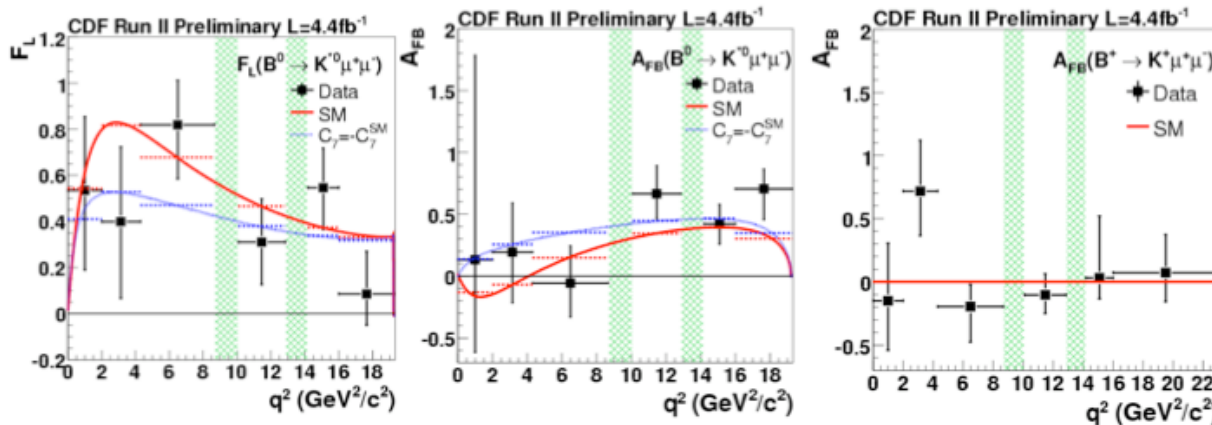 CDF Run II Preliminary L=4.4fb⁻¹
F_L
1.2
1
0.8
0.6
0.4
0.2
0
-0.2
F_L(B⁰ → K*⁰μ⁺μ⁻)
Data
SM
C₇=-C₇^SM
0 2 4 6 8 10 12 14 16 18
q² (GeV²/c²)
CDF Run II Preliminary L=4.4fb⁻¹
A_FB
2
1.5
1
0.5
0
-0.5
A_FB(B⁰ → K*⁰μ⁺μ⁻)
Data
SM
C₇=-C₇^SM
0 2 4 6 8 10 12 14 16 18
q² (GeV²/c²)
CDF Run II Preliminary L=4.4fb⁻¹
A_FB
2
1.5
1
0.5
0
-0.5
A_FB(B⁺ → K⁺μ⁺μ⁻)
Data
SM
0 2 4 6 8 10 12 14 16 18 20 22
q² (GeV²/c²)